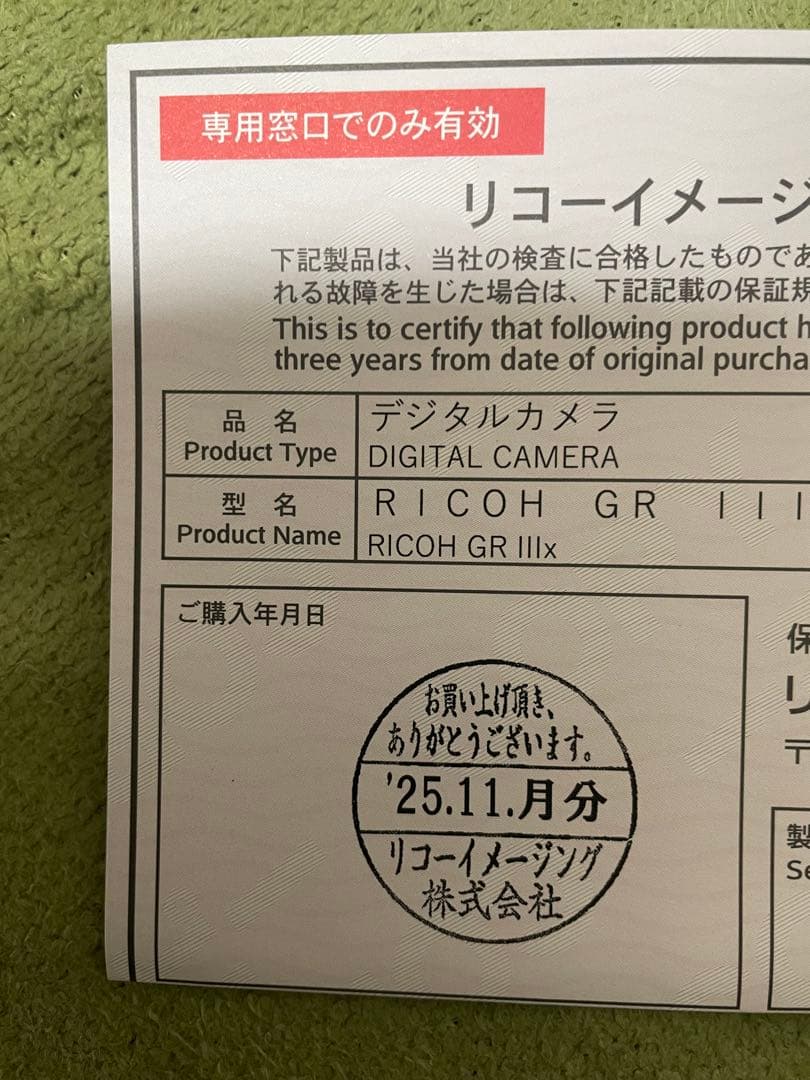 専用窓口でのみ有効
リコーイメージ
下記製品は、当社の検査に合格したものであ
れる故障を生じた場合は、下記記載の保証規
This is to certify that following product h
three years from date of original purcha
品 名
Product Type
デジタルカメラ
DIGITAL CAMERA
型 名
Product Name
ＲＩＣＯＨ ＧＲ ＩＩＩ
RICOH GR IIIx
ご購入年月日
お買い上げ頂き、
ありがとうございます。
'25.11.月分
リコーイメージング
株式会社
保
リ
〒
製
Se